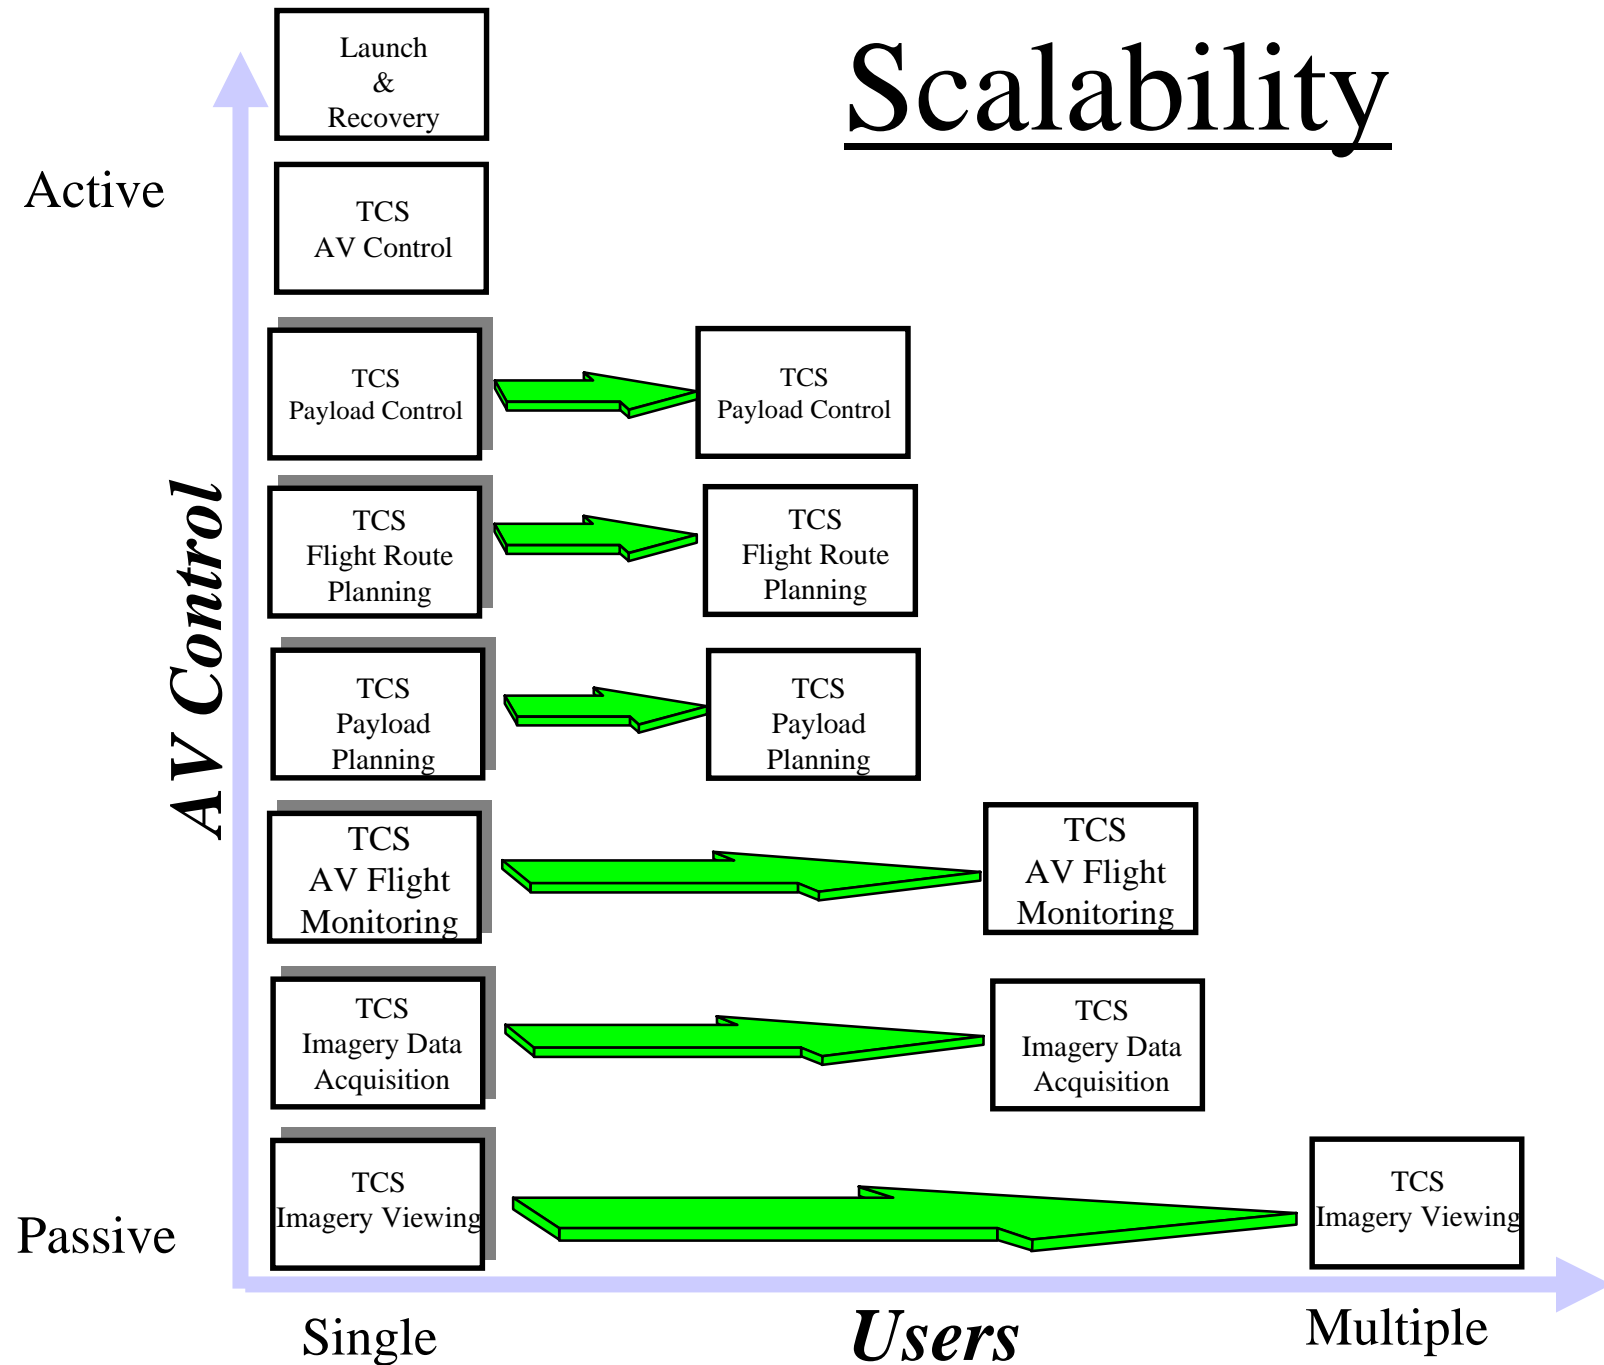 Scalability
Launch
&
Recovery
Active
TCS
AV Control
TCS
Payload Control
TCS
Payload Control
TCS
Flight Route
Planning
TCS
Flight Route
Planning
AV Control
TCS
Payload
Planning
TCS
Payload
Planning
TCS
AV Flight
Monitoring
TCS
AV Flight
Monitoring
TCS
Imagery Data
Acquisition
TCS
Imagery Data
Acquisition
TCS
Imagery Viewing
TCS
Imagery Viewing
Passive
Single
Users
Multiple